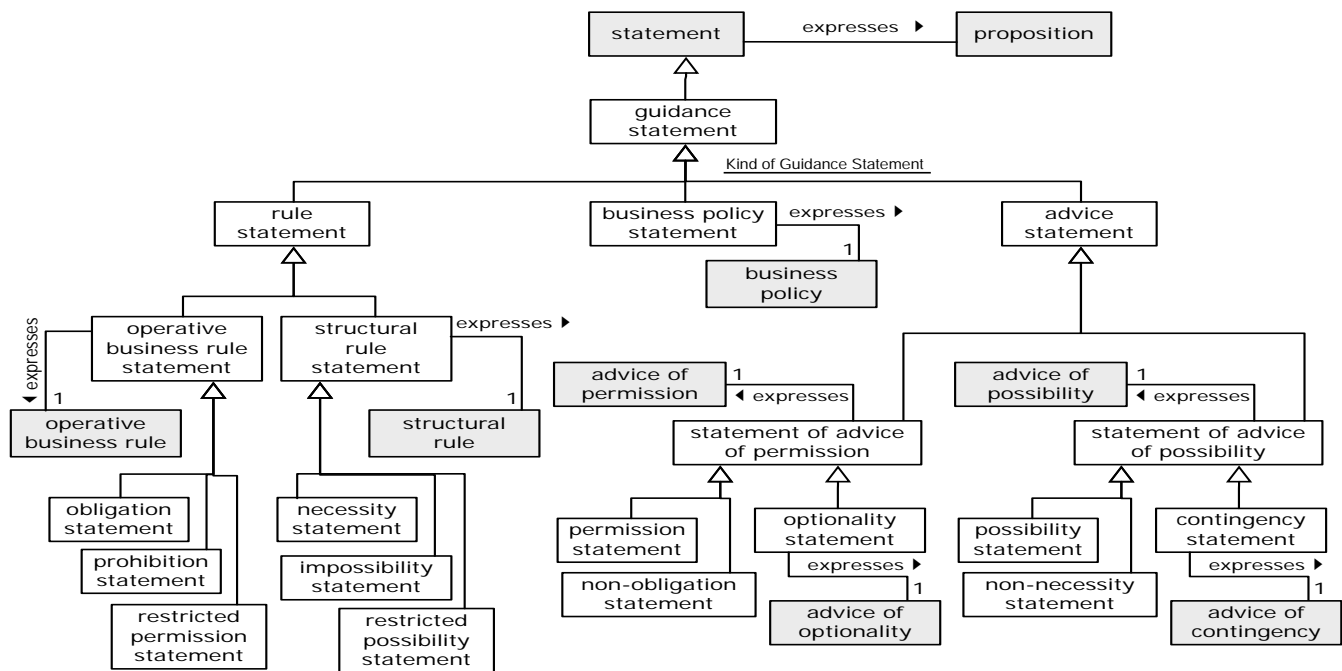 statement
expresses ►
proposition
guidance
statement
Kind of Guidance Statement
rule
statement
business policy
statement
expresses ►
1
business
policy
advice
statement
◄ expresses
1
operative
business rule
statement
structural
rule
statement
expresses ►
1
operative
business rule
structural
rule
advice of
permission
1
◄ expresses
advice of
possibility
1
◄ expresses
statement of advice
of permission
statement of advice
of possibility
obligation
statement
prohibition
statement
restricted
permission
statement
necessity
statement
impossibility
statement
restricted
possibility
statement
permission
statement
non-obligation
statement
optionality
statement
expresses ►
1
advice of
optionality
possibility
statement
non-necessity
statement
contingency
statement
expresses ►
1
advice of
contingency